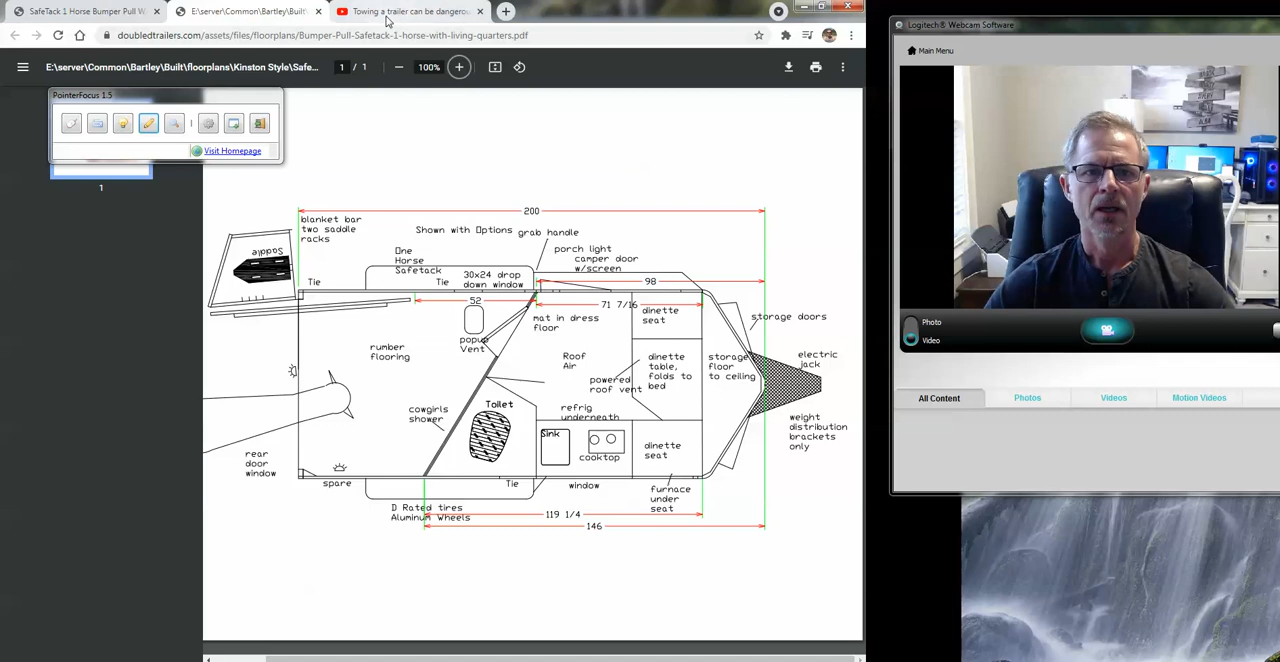 SafeTack 1 Horse Bumper Pull W
E:\server\Common\Bartley\Built\
Towing a trailer can be dangerou
doubledtrailers.com/assets/files/floorplans/Bumper-Pull-Safetack-1-horse-with-living-quarters.pdf
E:\server\Common\Bartley\Built\floorplans\Kinston Style\Safe...
1 / 1
100%
PointerFocus 1.5
Visit Homepage
1
200
blanket bar
two saddle
racks
Shown with Options
grab handle
Saddle
One
Horse
Safetack
porch light
camper door
w/screen
Tie
Tie
30x24 drop
down window
98
52
71 7/16
mat in dress
floor
dinette
seat
storage doors
popup
Vent
rumber
flooring
Roof
Air
powered
roof vent
dinette
table,
folds to
bed
storage
floor
to ceiling
electric
jack
Toilet
cowgirls
shower
refrig
underneath
Sink
cooktop
dinette
seat
weight
distribution
brackets
only
rear
door
window
spare
Tie
window
furnace
under
seat
D Rated tires
Aluminum Wheels
119 1/4
146
Logitech® Webcam Software
Main Menu
Photo
Video
All Content
Photos
Videos
Motion Videos